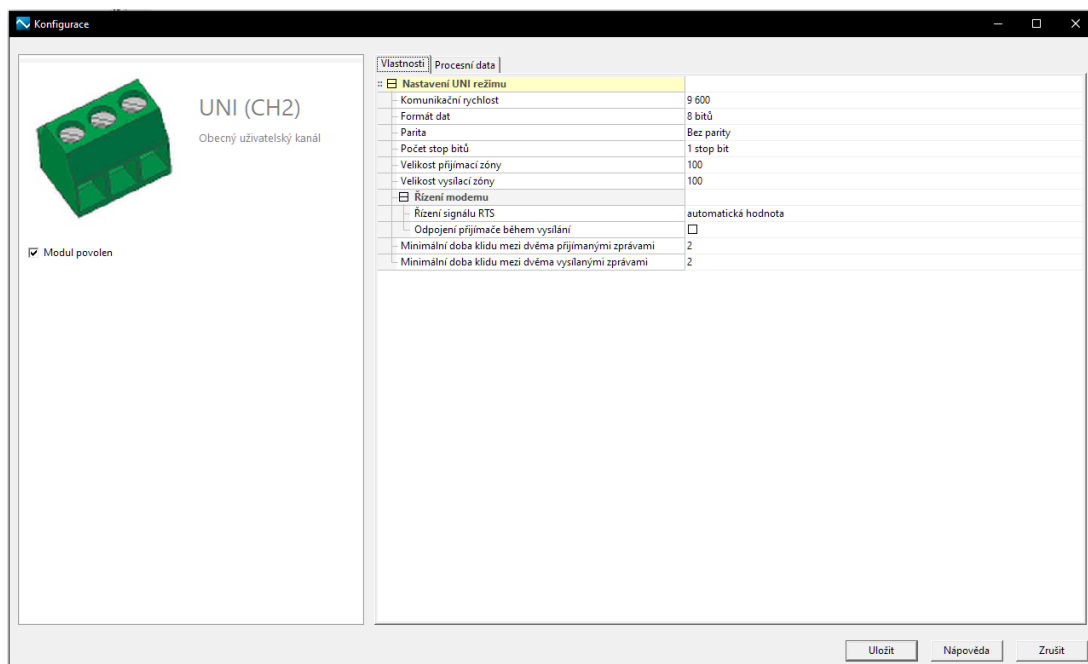 Konfigurace
UNI (CH2)
Obecný uživatelský kanál
Modul povolen
Vlastnosti Procesní data
Nastavení UNI režimu
Komunikační rychlost 9 600
Formát dat 8 bitů
Parita Bez parity
Počet stop bitů 1 stop bit
Velikost přijímací zóny 100
Velikost vysílací zóny 100
Řízení modemu
Řízení signálu RTS automatická hodnota
Odpojení přijímače během vysílání
Minimální doba klidu mezi dvěma přijímanými zprávami 2
Minimální doba klidu mezi dvěma vysílanými zprávami 2
Uložit Nápověda Zrušit